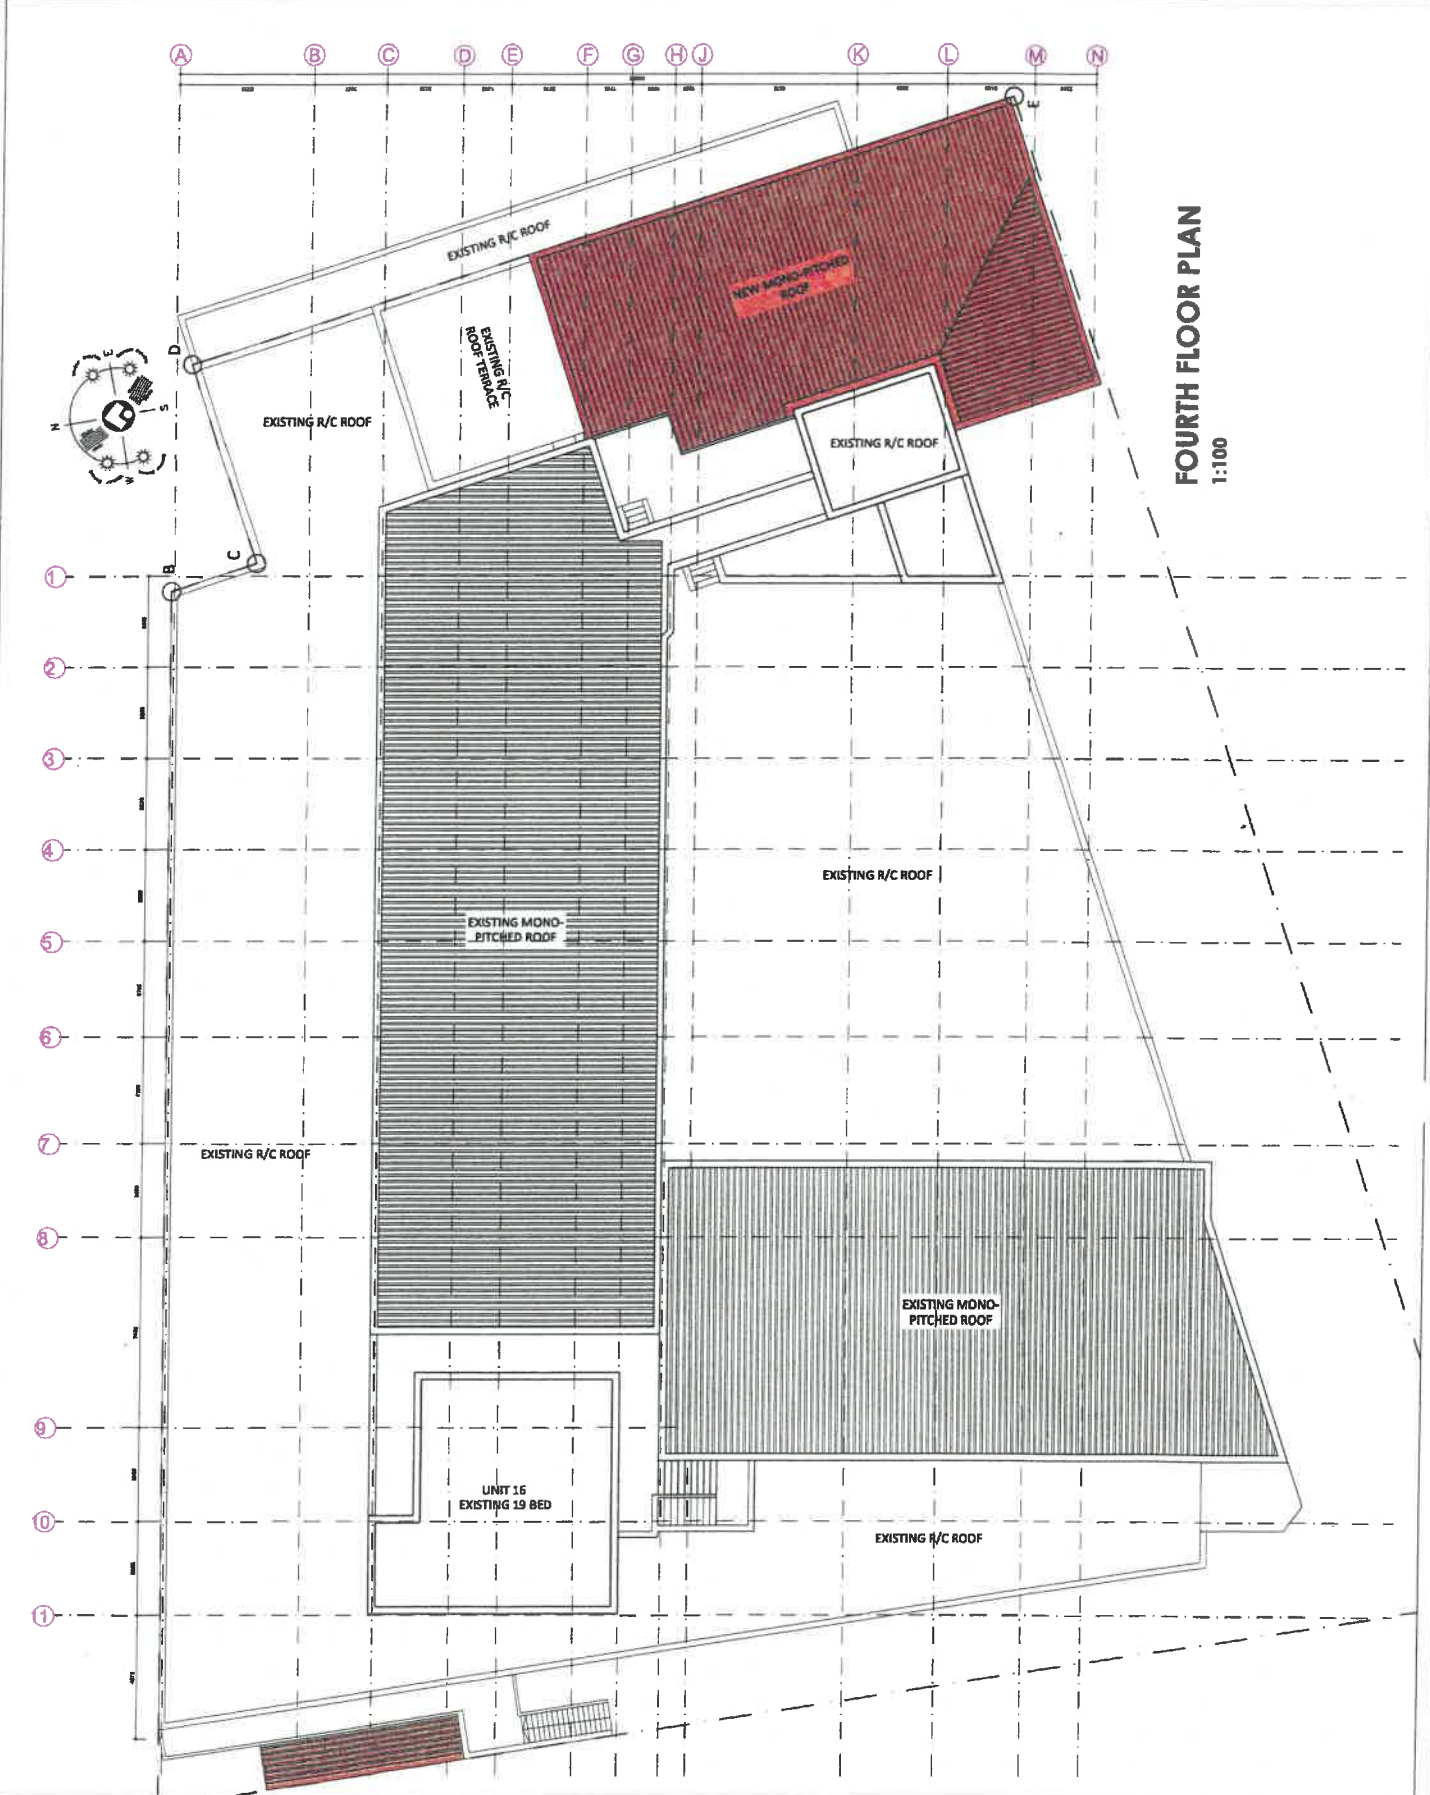 A
B
C
D
E
F
G
H
J
K
L
M
N
E
EXISTING R/C ROOF
NEW MONO-PITCHED
ROOF
FOURTH FLOOR PLAN
1:100
D
N
E
S
W
EXISTING R/C
ROOF TERRACE
EXISTING R/C ROOF
EXISTING R/C ROOF
B
C
1
2
3
4
EXISTING R/C ROOF
EXISTING MONO-
PITCHED ROOF
5
6
7
EXISTING R/C ROOF
8
EXISTING MONO-
PITCHED ROOF
9
UNIT 16
EXISTING 19 BED
10
EXISTING R/C ROOF
11